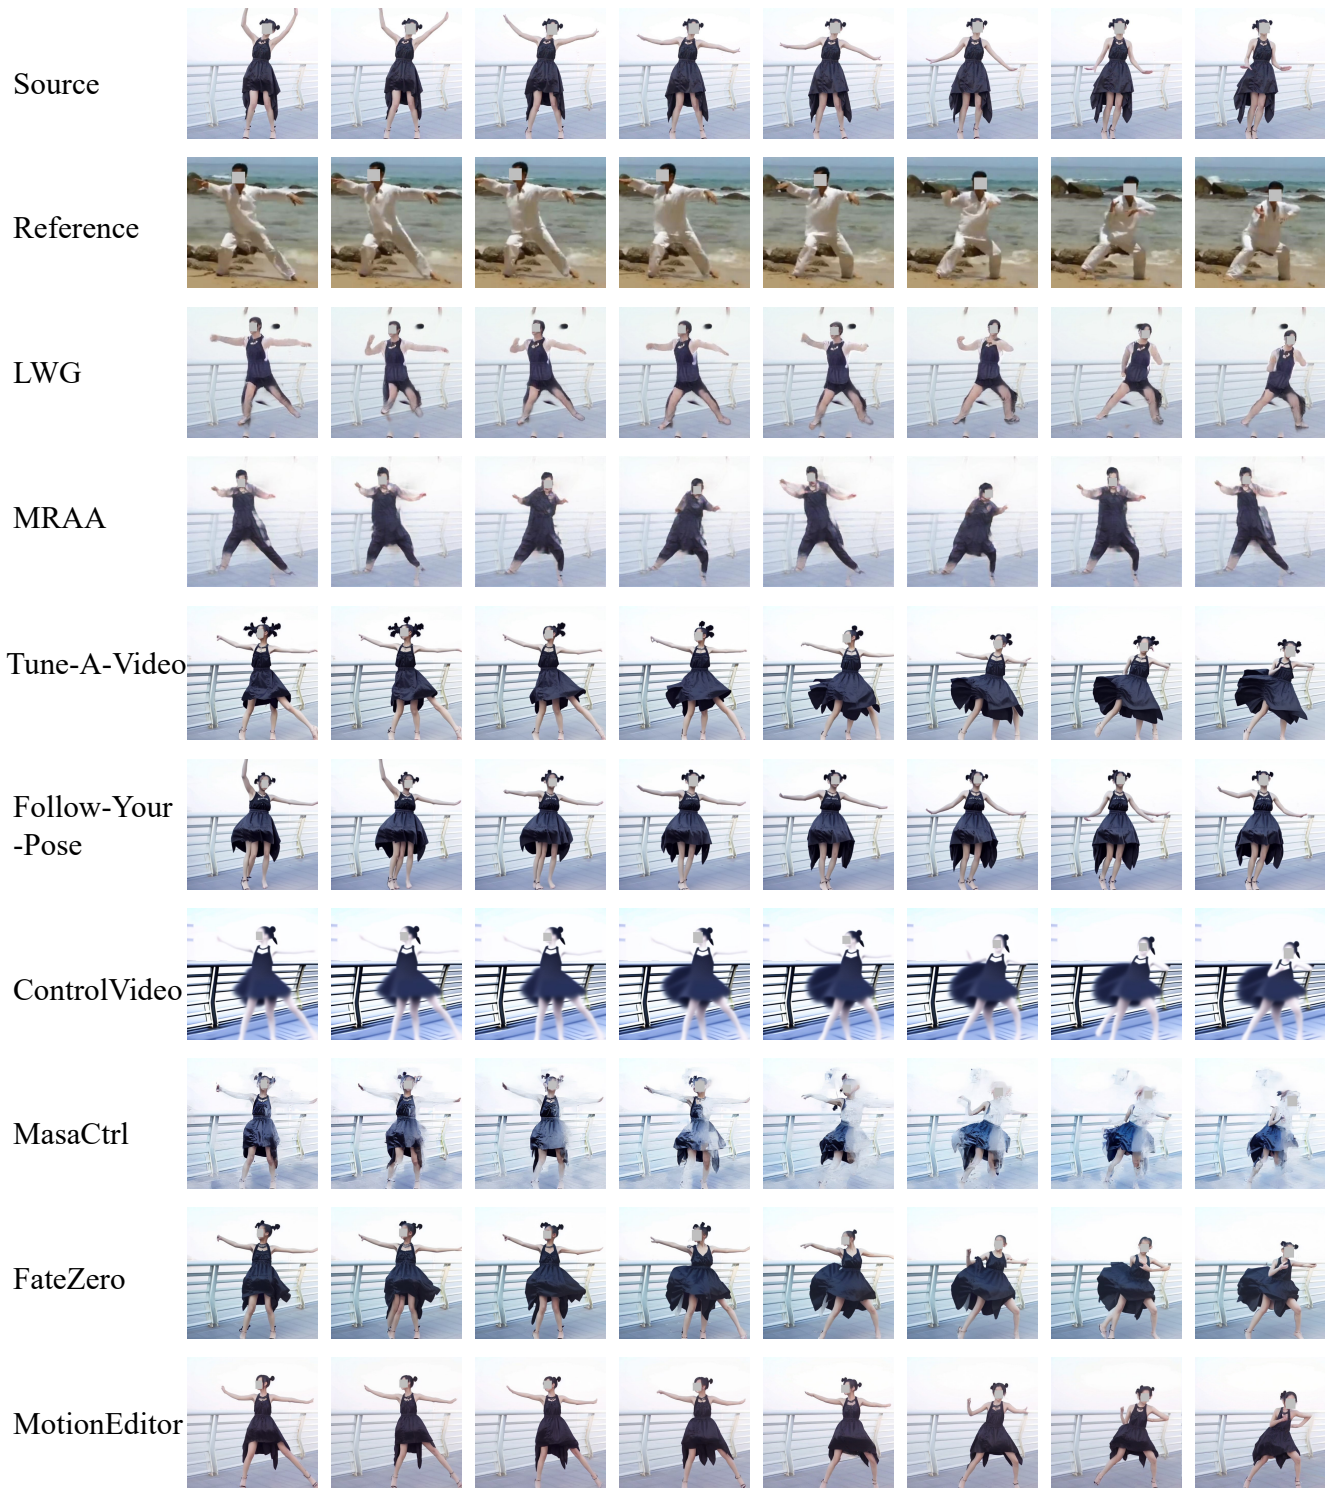 Source
Reference
LWG
MRAA
Tune-A-Video
Follow-Your
-Pose
ControlVideo
MasaCtrl
FateZero
MotionEditor